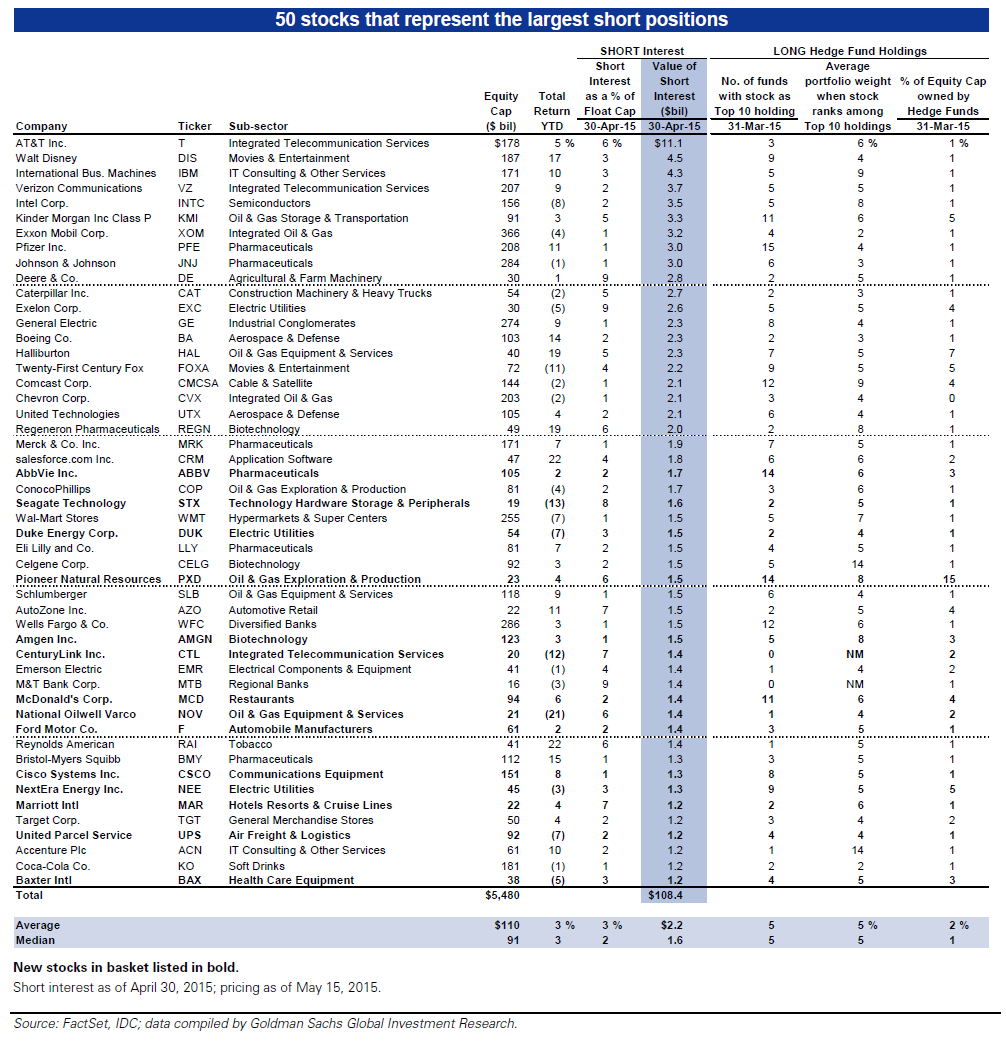 50 stocks that represent the largest short positions
SHORT Interest LONG Hedge Fund Holdings
Short Value of Average
Interest Short No. of funds portfolio weight % of Equity Cap
Equity Total as a % of Interest with stock as when stock owned by
Cap Return Float Cap ($bil) Top 10 holding ranks among Hedge Funds
Company Ticker Sub-sector ($ bil) YTD 30-Apr-15 30-Apr-15 31-Mar-15 Top 10 holdings 31-Mar-15
AT&T Inc. T Integrated Telecommunication Services $178 5 % 6 % $11.1 3 6 % 1 %
Walt Disney DIS Movies & Entertainment 187 17 3 4.5 9 4 1
International Bus. Machines IBM IT Consulting & Other Services 171 10 3 4.3 5 9 1
Verizon Communications VZ Integrated Telecommunication Services 207 9 2 3.7 5 5 1
Intel Corp. INTC Semiconductors 156 (8) 2 3.5 5 8 1
Kinder Morgan Inc Class P KMI Oil & Gas Storage & Transportation 91 3 5 3.3 11 6 5
Exxon Mobil Corp. XOM Integrated Oil & Gas 366 (4) 1 3.2 4 2 1
Pfizer Inc. PFE Pharmaceuticals 208 11 1 3.0 15 4 1
Johnson & Johnson JNJ Pharmaceuticals 284 (1) 1 3.0 6 3 1
Deere & Co. DE Agricultural & Farm Machinery 30 1 9 2.8 2 5 1
Caterpillar Inc. CAT Construction Machinery & Heavy Trucks 54 (2) 5 2.7 2 3 1
Exelon Corp. EXC Electric Utilities 30 (5) 9 2.6 5 5 4
General Electric GE Industrial Conglomerates 274 9 1 2.3 8 4 1
Boeing Co. BA Aerospace & Defense 103 14 2 2.3 2 3 1
Halliburton HAL Oil & Gas Equipment & Services 40 19 5 2.3 7 5 7
Twenty-First Century Fox FOXA Movies & Entertainment 72 (11) 4 2.2 9 5 5
Comcast Corp. CMCSA Cable & Satellite 144 (2) 1 2.1 12 9 4
Chevron Corp. CVX Integrated Oil & Gas 203 (2) 1 2.1 3 4 0
United Technologies UTX Aerospace & Defense 105 4 2 2.1 6 4 1
Regeneron Pharmaceuticals REGN Biotechnology 49 19 6 2.0 2 8 1
Merck & Co. Inc. MRK Pharmaceuticals 171 7 1 1.9 7 5 1
salesforce.com Inc. CRM Application Software 47 22 4 1.8 6 6 2
AbbVie Inc. ABBV Pharmaceuticals 105 2 2 1.7 14 6 3
ConocoPhillips COP Oil & Gas Exploration & Production 81 (4) 2 1.7 3 6 1
Seagate Technology STX Technology Hardware Storage & Peripherals 19 (13) 8 1.6 2 5 1
Wal-Mart Stores WMT Hypermarkets & Super Centers 255 (7) 1 1.5 5 7 1
Duke Energy Corp. DUK Electric Utilities 54 (7) 3 1.5 2 4 1
Eli Lilly and Co. LLY Pharmaceuticals 81 7 2 1.5 4 5 1
Celgene Corp. CELG Biotechnology 92 3 2 1.5 5 14 1
Pioneer Natural Resources PXD Oil & Gas Exploration & Production 23 4 6 1.5 14 8 15
Schlumberger SLB Oil & Gas Equipment & Services 118 9 1 1.5 6 4 1
AutoZone Inc. AZO Automotive Retail 22 11 7 1.5 2 5 4
Wells Fargo & Co. WFC Diversified Banks 286 3 1 1.5 12 6 1
Amgen Inc. AMGN Biotechnology 123 3 1 1.5 5 8 3
CenturyLink Inc. CTL Integrated Telecommunication Services 20 (12) 7 1.4 0 NM 2
Emerson Electric EMR Electrical Components & Equipment 41 (1) 4 1.4 1 4 2
M&T Bank Corp. MTB Regional Banks 16 (3) 9 1.4 0 NM 1
McDonald's Corp. MCD Restaurants 94 6 2 1.4 11 6 4
National Oilwell Varco NOV Oil & Gas Equipment & Services 21 (21) 6 1.4 1 4 2
Ford Motor Co. F Automobile Manufacturers 61 2 2 1.4 3 5 1
Reynolds American RAI Tobacco 41 22 6 1.4 1 5 1
Bristol-Myers Squibb BMY Pharmaceuticals 112 15 1 1.3 3 5 1
Cisco Systems Inc. CSCO Communications Equipment 151 8 1 1.3 8 5 1
NextEra Energy Inc. NEE Electric Utilities 45 (3) 3 1.3 9 5 5
Marriott Intl MAR Hotels Resorts & Cruise Lines 22 4 7 1.2 2 6 1
Target Corp. TGT General Merchandise Stores 50 4 2 1.2 3 4 2
United Parcel Service UPS Air Freight & Logistics 92 (7) 2 1.2 4 4 1
Accenture Plc ACN IT Consulting & Other Services 61 10 2 1.2 1 14 1
Coca-Cola Co. KO Soft Drinks 181 (1) 1 1.2 2 2 1
Baxter Intl BAX Health Care Equipment 38 (5) 3 1.2 4 5 3
Total $5,480 $108.4
Average $110 3 % 3 % $2.2 5 5 % 2 %
Median 91 3 2 1.6 5 5 1
New stocks in basket listed in bold.
Short interest as of April 30, 2015; pricing as of May 15, 2015.
Source: FactSet, IDC; data compiled by Goldman Sachs Global Investment Research.